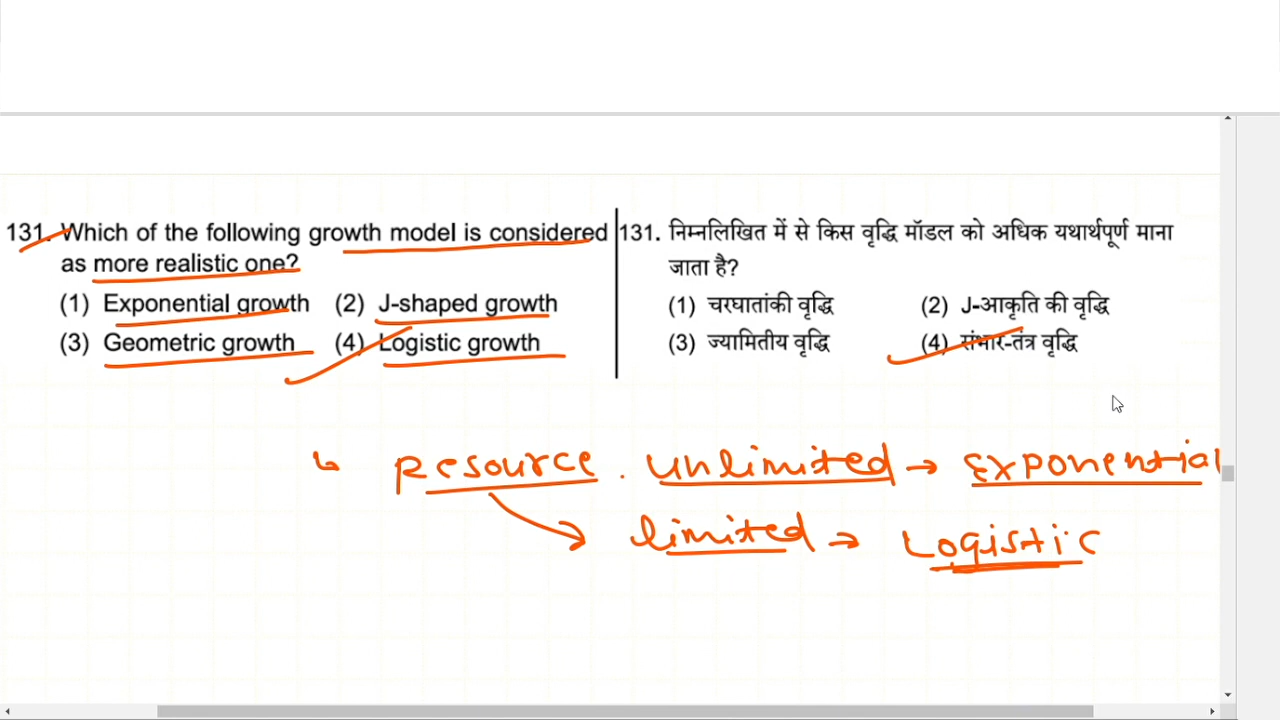 131. Which of the following growth model is considered
as more realistic one?
(1) Exponential growth (2) J-shaped growth
(3) Geometric growth (4) Logistic growth
131. निम्नलिखित में से किस वृद्धि मॉडल को अधिक यथार्थपूर्ण माना
जाता है?
(1) चरघातांकी वृद्धि (2) J-आकृति की वृद्धि
(3) ज्यामितीय वृद्धि (4) संभार-तंत्र वृद्धि
Resource . unlimited → Exponential
limited → Logistic